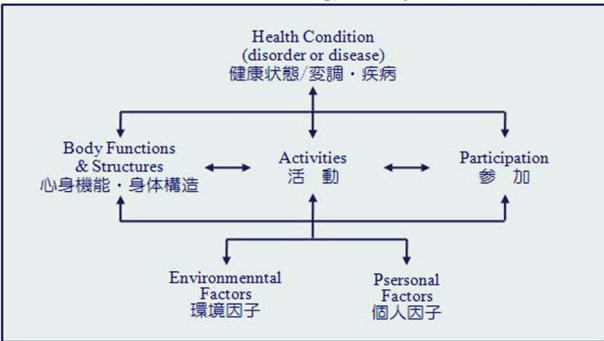 Health Condition
(disorder or disease)
健康状態/変調・疾病
Body Functions
& Structures
心身機能・身体構造
Activities
活 動
Participation
参 加
Environmenntal
Factors
環境因子
Psersonal
Factors
個人因子